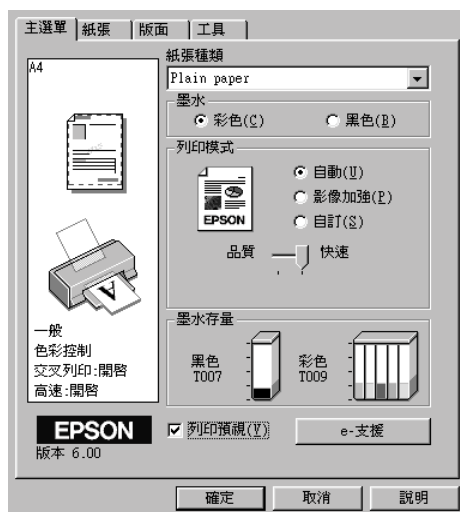 主選單 紙張 版面 工具
A4
紙張種類
Plain paper
墨水
彩色(C) 黑色(B)
列印模式
自動(U)
影像加強(P)
自訂(S)
EPSON
品質 快速
墨水存量
黑色
T007
彩色
T009
一般
色彩控制
交叉列印:開啓
高速:開啓
EPSON
版本 6.00
列印預視(V)
e-支援
確定 取消 說明